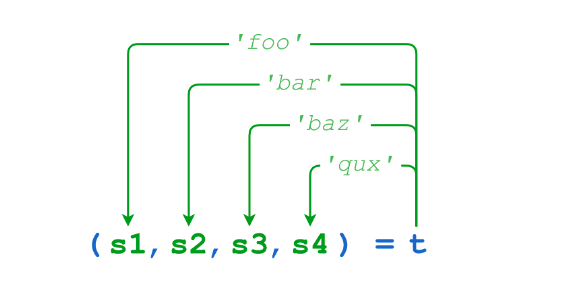 'foo'
'bar'
'baz'
'qux'
(s1, s2, s3, s4) = t